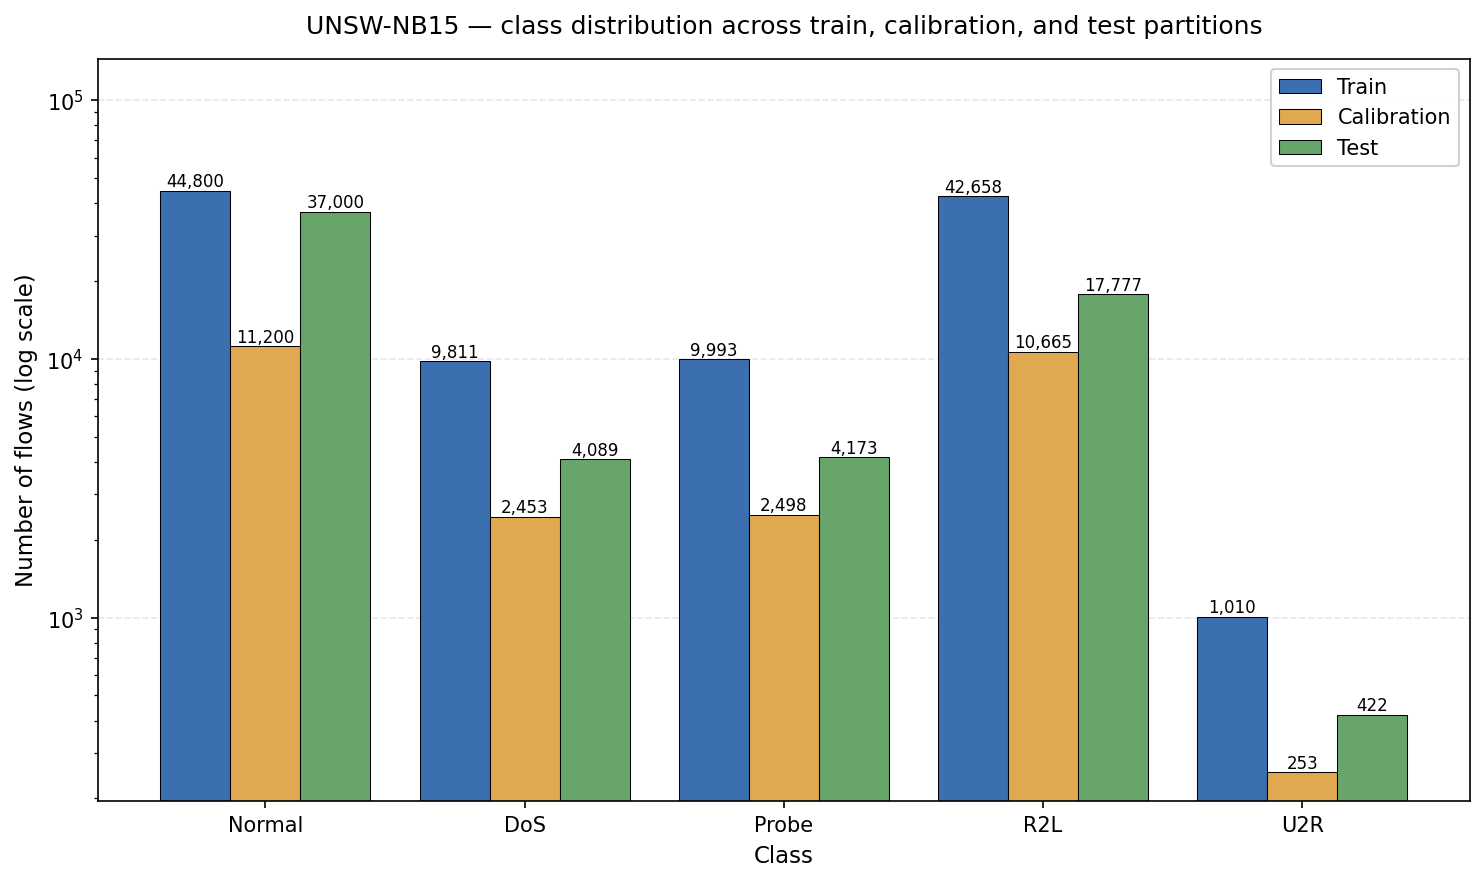 UNSW-NB15 — class distribution across train, calibration, and test partitions
Number of flows (log scale)
10^5
10^4
10^3
Train
Calibration
Test
44,800
11,200
37,000
9,811
2,453
4,089
9,993
2,498
4,173
42,658
10,665
17,777
1,010
253
422
Normal
DoS
Probe
R2L
U2R
Class